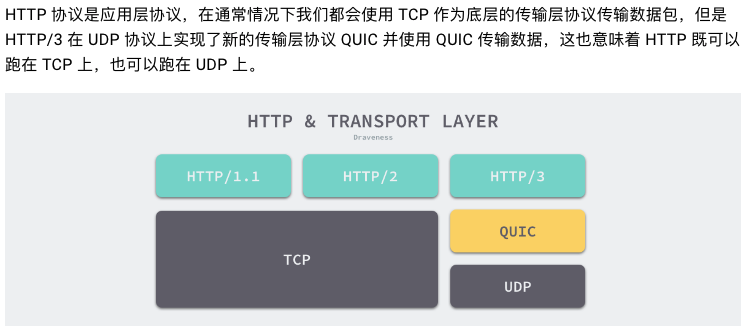 HTTP 协议是应用层协议，在通常情况下我们都会使用 TCP 作为底层的传输层协议传输数据包，但是
HTTP/3 在 UDP 协议上实现了新的传输层协议 QUIC 并使用 QUIC 传输数据，这也意味着 HTTP 既可以
跑在 TCP 上，也可以跑在 UDP 上。
HTTP & TRANSPORT LAYER
Draveness
HTTP/1.1 HTTP/2 HTTP/3
TCP
QUIC
UDP